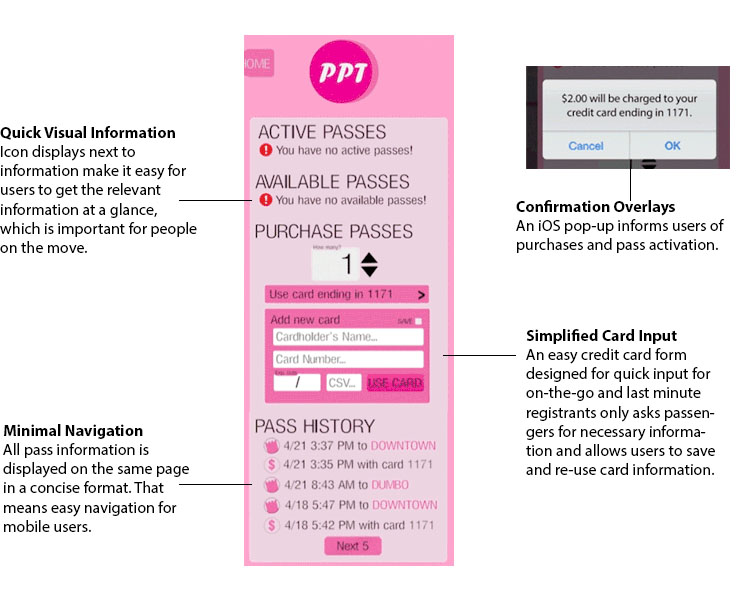 HOME
PPT
ACTIVE PASSES
You have no active passes!
AVAILABLE PASSES
You have no available passes!
PURCHASE PASSES
How many?
1
Use card ending in 1171 >
Add new card SAVE
Cardholder's Name...
Card Number...
Exp. date
/ CSV... USE CARD
PASS HISTORY
4/21 3:37 PM to DOWNTOWN
$ 4/21 3:35 PM with card 1171
4/21 8:43 AM to DUMBO
4/18 5:47 PM to DOWNTOWN
$ 4/18 5:42 PM with card 1171
Next 5
Quick Visual Information
Icon displays next to
information make it easy for
users to get the relevant
information at a glance,
which is important for people
on the move.
Minimal Navigation
All pass information is
displayed on the same page
in a concise format. That
means easy navigation for
mobile users.
$2.00 will be charged to your
credit card ending in 1171.
Cancel OK
Confirmation Overlays
An iOS pop-up informs users of
purchases and pass activation.
Simplified Card Input
An easy credit card form
designed for quick input for
on-the-go and last minute
registrants only asks passen-
gers for necessary informa-
tion and allows users to save
and re-use card information.